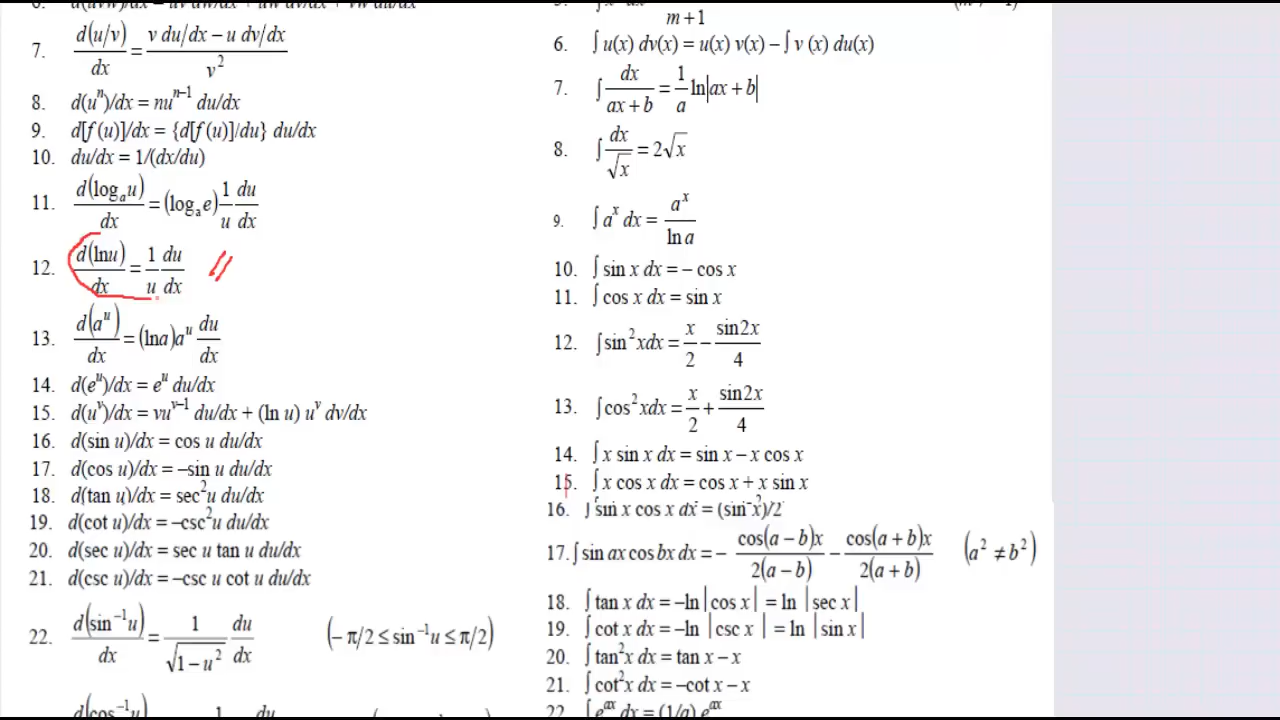 7. d(u/v)/dx = (v du/dx − u dv/dx)/v²
8. d(uⁿ)/dx = nuⁿ⁻¹ du/dx
9. d[f(u)]/dx = {d[f(u)]/du} du/dx
10. du/dx = 1/(dx/du)
11. d(logₐu)/dx = (logₐe) 1/u du/dx
12. d(lnu)/dx = 1/u du/dx
13. d(aᵘ)/dx = (lna)aᵘ du/dx
14. d(eᵘ)/dx = eᵘ du/dx
15. d(uᵛ)/dx = vuᵛ⁻¹ du/dx + (ln u) uᵛ dv/dx
16. d(sin u)/dx = cos u du/dx
17. d(cos u)/dx = −sin u du/dx
18. d(tan u)/dx = sec²u du/dx
19. d(cot u)/dx = −csc²u du/dx
20. d(sec u)/dx = sec u tan u du/dx
21. d(csc u)/dx = −csc u cot u du/dx
22. d(sin⁻¹u)/dx = 1/√(1−u²) du/dx (−π/2 ≤ sin⁻¹u ≤ π/2)
m+1
6. ∫ u(x) dv(x) = u(x) v(x) − ∫ v (x) du(x)
7. ∫ dx/(ax+b) = 1/a ln|ax+b|
8. ∫ dx/√x = 2√x
9. ∫ aˣ dx = aˣ/ln a
10. ∫ sin x dx = − cos x
11. ∫ cos x dx = sin x
12. ∫sin²xdx = x/2 − sin2x/4
13. ∫cos²xdx = x/2 + sin2x/4
14. ∫ x sin x dx = sin x − x cos x
15. ∫ x cos x dx = cos x + x sin x
16. ∫ sin x cos x dx = (sin²x)/2
17. ∫ sin ax cos bx dx = − cos(a−b)x/2(a−b) − cos(a+b)x/2(a+b) (a² ≠ b²)
18. ∫ tan x dx = −ln|cos x| = ln |sec x|
19. ∫ cot x dx = −ln |csc x | = ln |sin x|
20. ∫ tan²x dx = tan x − x
21. ∫ cot²x dx = −cot x − x
22 ∫ eᵃˣ dx = (1/a) eᵃˣ